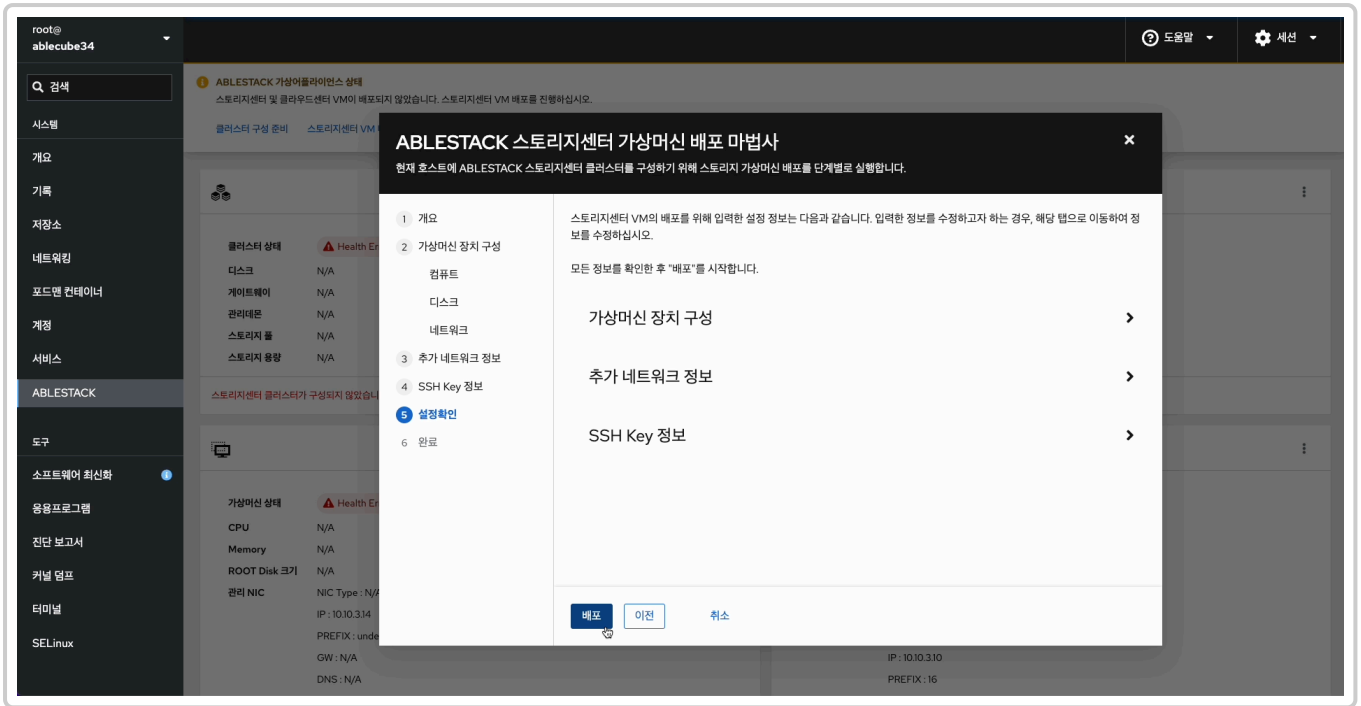 root@
ablecube34
도움말
세션
검색
시스템
개요
기록
저장소
네트워킹
포드맨 컨테이너
계정
서비스
ABLESTACK
도구
소프트웨어 최신화
응용프로그램
진단 보고서
커널 덤프
터미널
SELinux
ABLESTACK 가상어플라이언스 상태
스토리지센터 및 클라우드센터 VM이 배포되지 않았습니다. 스토리지센터 VM 배포를 진행하십시오.
클러스터 구성 준비 스토리지센터 VM
클러스터 상태 Health Er
디스크 N/A
게이트웨이 N/A
관리데몬 N/A
스토리지 풀 N/A
스토리지 용량 N/A
스토리지센터 클러스터가 구성되지 않았습니
가상머신 상태 Health Er
CPU N/A
Memory N/A
ROOT Disk 크기 N/A
관리 NIC NIC Type : N/A
IP : 10.10.3.14
PREFIX : unde
GW : N/A
DNS : N/A
IP : 10.10.3.10
PREFIX : 16
ABLESTACK 스토리지센터 가상머신 배포 마법사
현재 호스트에 ABLESTACK 스토리지센터 클러스터를 구성하기 위해 스토리지 가상머신 배포를 단계별로 실행합니다.
1 개요
2 가상머신 장치 구성
컴퓨트
디스크
네트워크
3 추가 네트워크 정보
4 SSH Key 정보
5 설정확인
6 완료
스토리지센터 VM의 배포를 위해 입력한 설정 정보는 다음과 같습니다. 입력한 정보를 수정하고자 하는 경우, 해당 탭으로 이동하여 정
보를 수정하십시오.
모든 정보를 확인한 후 "배포"를 시작합니다.
가상머신 장치 구성
추가 네트워크 정보
SSH Key 정보
배포 이전 취소